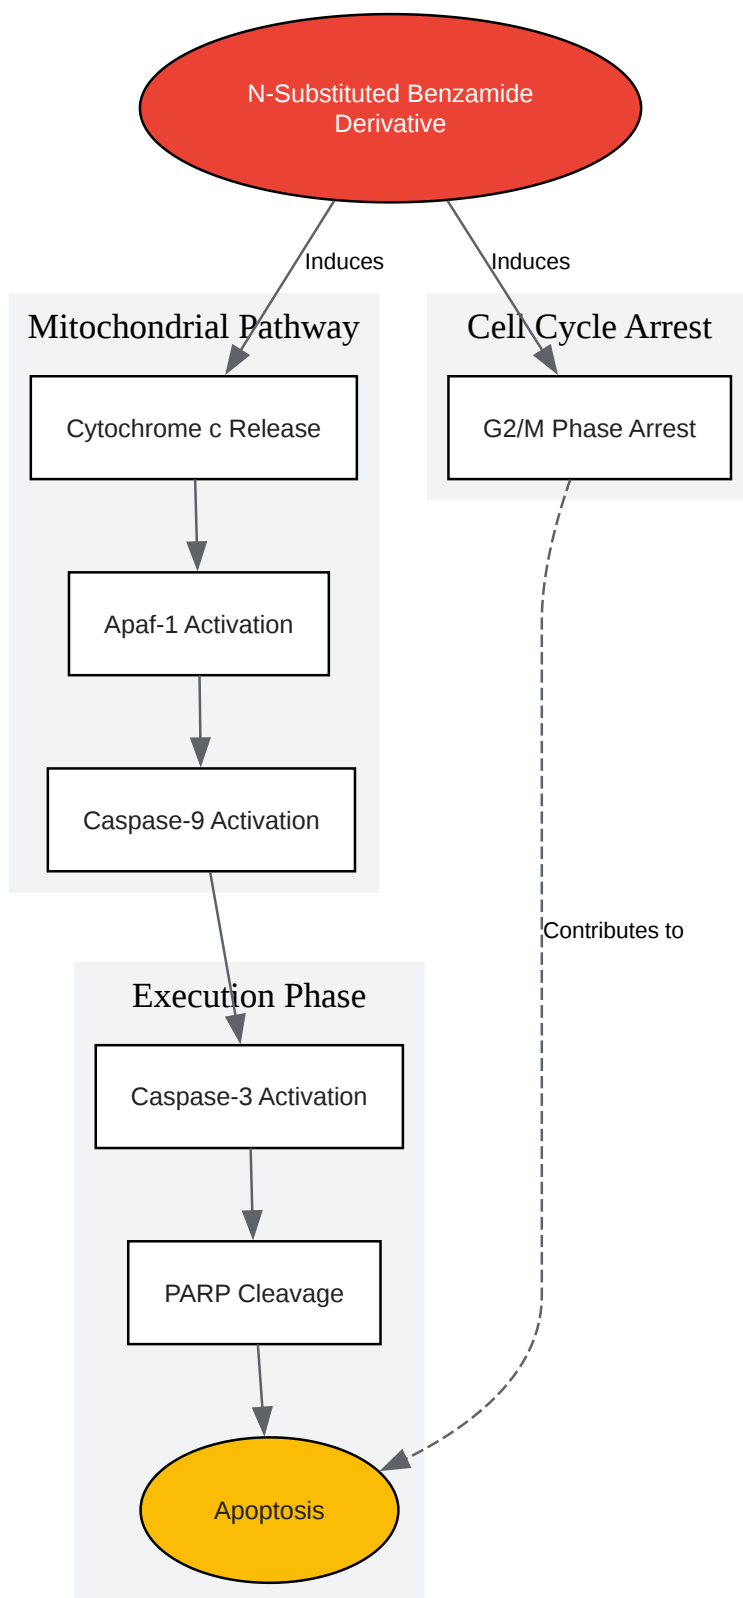 N-Substituted Benzamide
Derivative
Induces
Induces
Mitochondrial Pathway
Cell Cycle Arrest
Cytochrome c Release
G2/M Phase Arrest
Apaf-1 Activation
Caspase-9 Activation
Contributes to
Execution Phase
Caspase-3 Activation
PARP Cleavage
Apoptosis